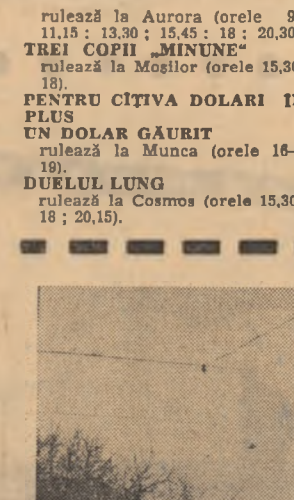 rulează la Aurora (orele 9
11,15 : 13,30 ; 15,45 : 18 ; 20,30
TREI COPII „MINUNE“
rulează la Moșilor (orele 15,30
18).
PENTRU CÎȚIVA DOLARI ÎN
PLUS
UN DOLAR GĂURIT
rulează la Munca (orele 16—
19).
DUELUL LUNG
rulează la Cosmos (orele 15,30
18 ; 20,15).